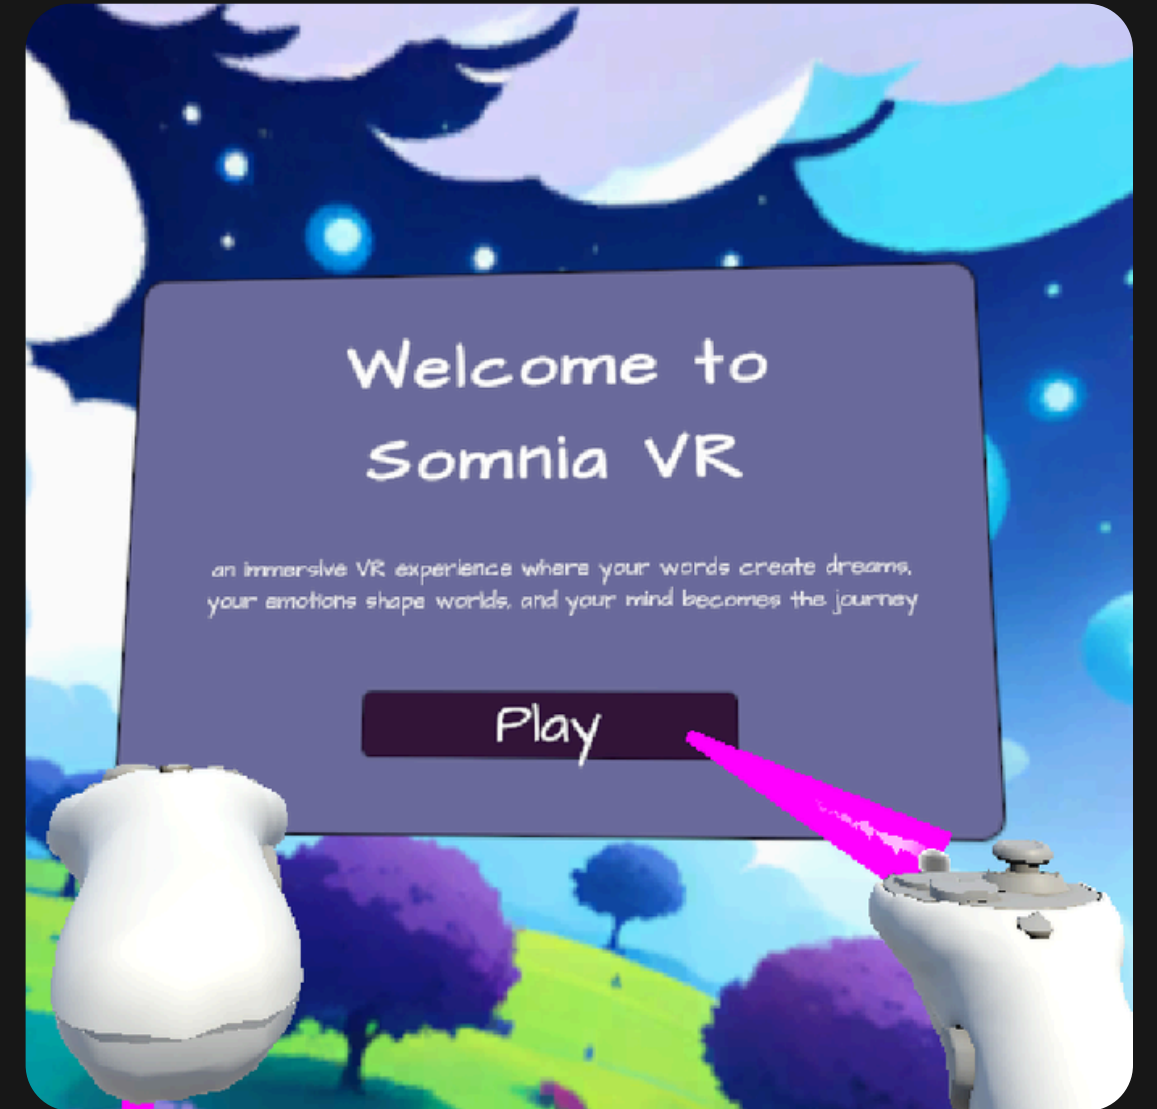 Welcome to
Somnia VR
an immersive VR experience where your words create dreams,
your emotions shape worlds, and your mind becomes the journey
Play